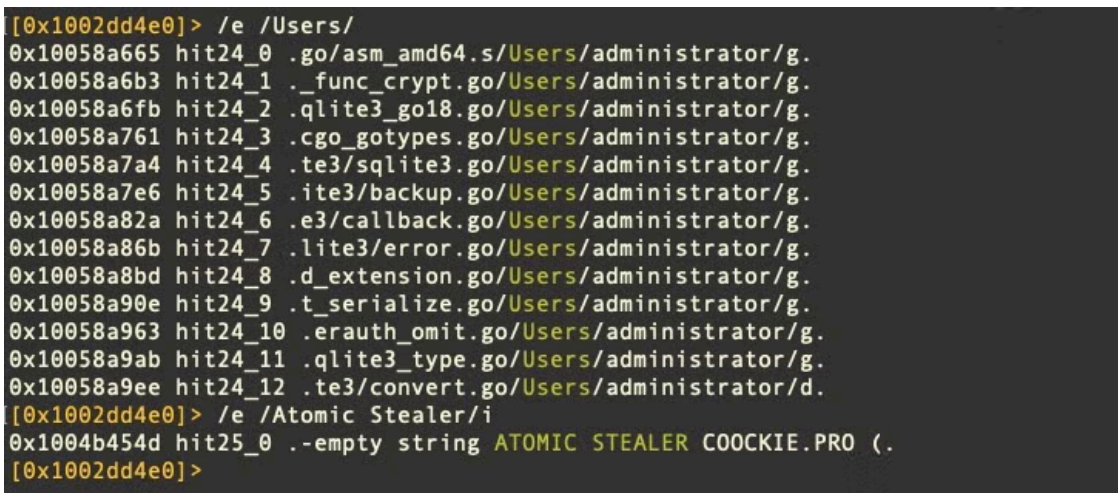 [[0x1002dd4e0]> /e /Users/
0x10058a665 hit24_0 .go/asm_amd64.s/Users/administrator/g.
0x10058a6b3 hit24_1 ._func_crypt.go/Users/administrator/g.
0x10058a6fb hit24_2 .qlite3_go18.go/Users/administrator/g.
0x10058a761 hit24_3 .cgo_gotypes.go/Users/administrator/g.
0x10058a7a4 hit24_4 .te3/sqlite3.go/Users/administrator/g.
0x10058a7e6 hit24_5 .ite3/backup.go/Users/administrator/g.
0x10058a82a hit24_6 .e3/callback.go/Users/administrator/g.
0x10058a86b hit24_7 .lite3/error.go/Users/administrator/g.
0x10058a8bd hit24_8 .d_extension.go/Users/administrator/g.
0x10058a90e hit24_9 .t_serialize.go/Users/administrator/g.
0x10058a963 hit24_10 .erauth_omit.go/Users/administrator/g.
0x10058a9ab hit24_11 .qlite3_type.go/Users/administrator/g.
0x10058a9ee hit24_12 .te3/convert.go/Users/administrator/d.
[[0x1002dd4e0]> /e /Atomic Stealer/i
0x1004b454d hit25_0 .-empty string ATOMIC STEALER COOCKIE.PRO (.
[0x1002dd4e0]>